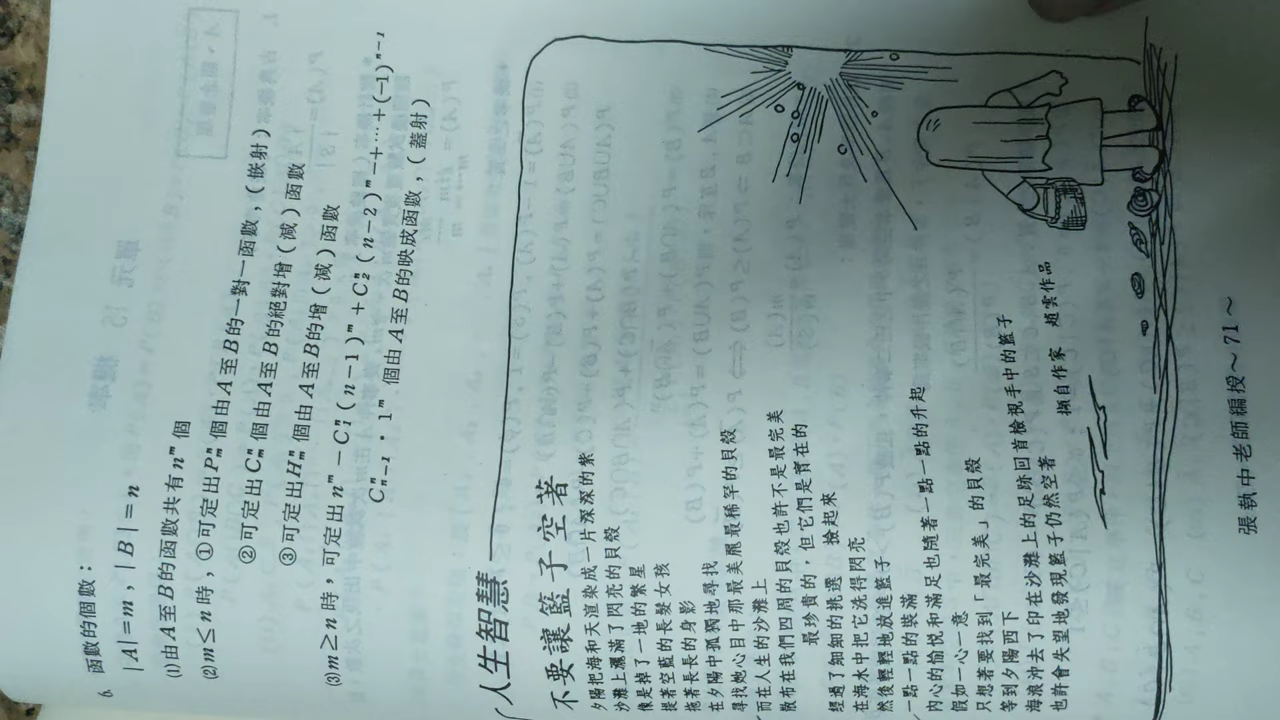 6. 函數的個數：
|A|=m，|B|=n
(1)由A至B的函數共有nᵐ個
(2)m≤n時，①可定出Pⁿₘ個由A至B的一對一函數，（嵌射）
②可定出Cⁿₘ個由A至B的絕對增（減）函數
③可定出Hⁿₘ個由A至B的增（減）函數
(3)m≥n時，可定出nᵐ－Cⁿ₁(n－1)ᵐ＋Cⁿ₂(n－2)ᵐ－＋…＋(－1)ⁿ⁻¹
Cⁿₙ₋₁・1ᵐ個由A至B的映成函數，（蓋射）
人生智慧
不要讓籃子空著
夕陽把海和天渲染成一片深深的紫
沙灘上灑滿了閃亮的貝殼
像是掉了一地的繁星
提著空籃的長髮女孩
拖著長長的身影
在夕陽中孤獨地尋找
尋找她心目中那最美麗最稀罕的貝殼
而在人生的沙灘上
散布在我們四周的貝殼也許不是最完美
最珍貴的，但它們是實在的
經過了細細的挑選　撿起來
在海水中把它洗得閃亮
然後輕輕地放進籃子
一點一點的裝滿
內心的愉悅和滿足也隨著一點一點的升起
假如一心一意
只想著要找到「最完美」的貝殼
等到夕陽西下
海浪沖去了印在沙灘上的足跡回首檢視手中的籃子
也許會失望地發現籃子仍然空著
擷自作家　趙雲作品
張執中老師編授～71～